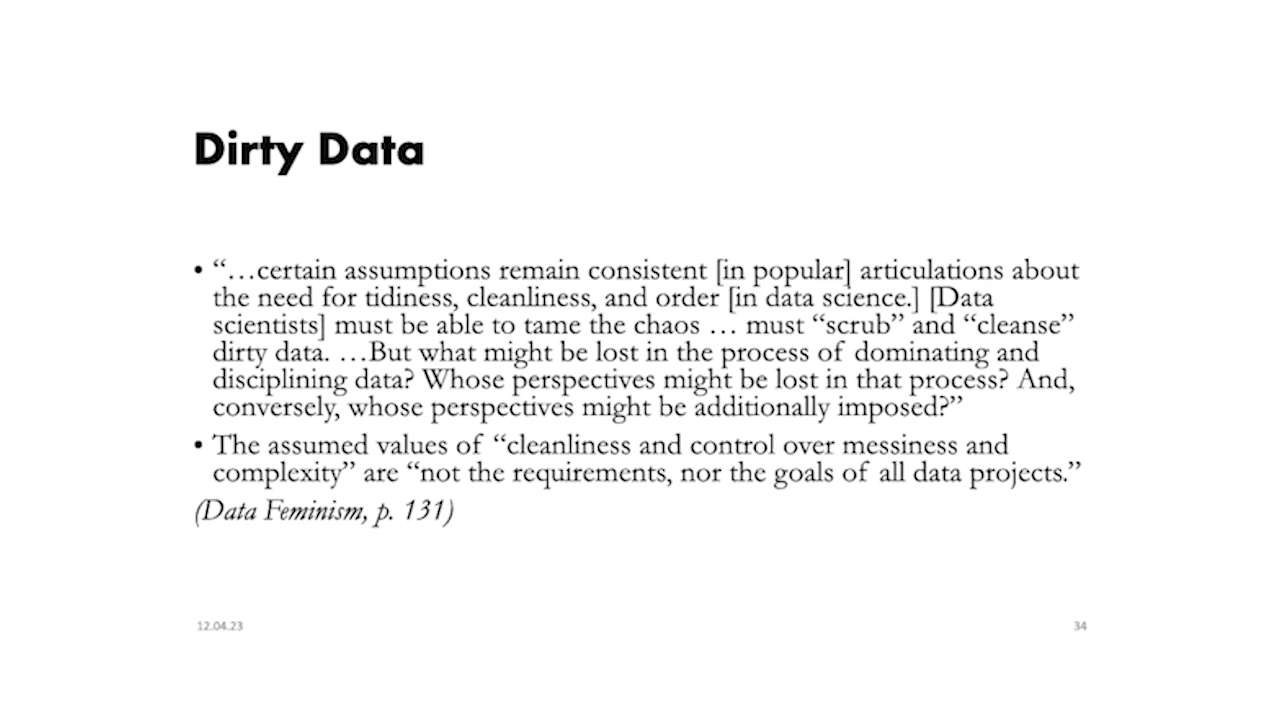 Dirty Data
• “…certain assumptions remain consistent [in popular] articulations about
the need for tidiness, cleanliness, and order [in data science.] [Data
scientists] must be able to tame the chaos … must “scrub” and “cleanse”
dirty data. …But what might be lost in the process of dominating and
disciplining data? Whose perspectives might be lost in that process? And,
conversely, whose perspectives might be additionally imposed?”
• The assumed values of “cleanliness and control over messiness and
complexity” are “not the requirements, nor the goals of all data projects.”
(Data Feminism, p. 131)
12.04.23
34